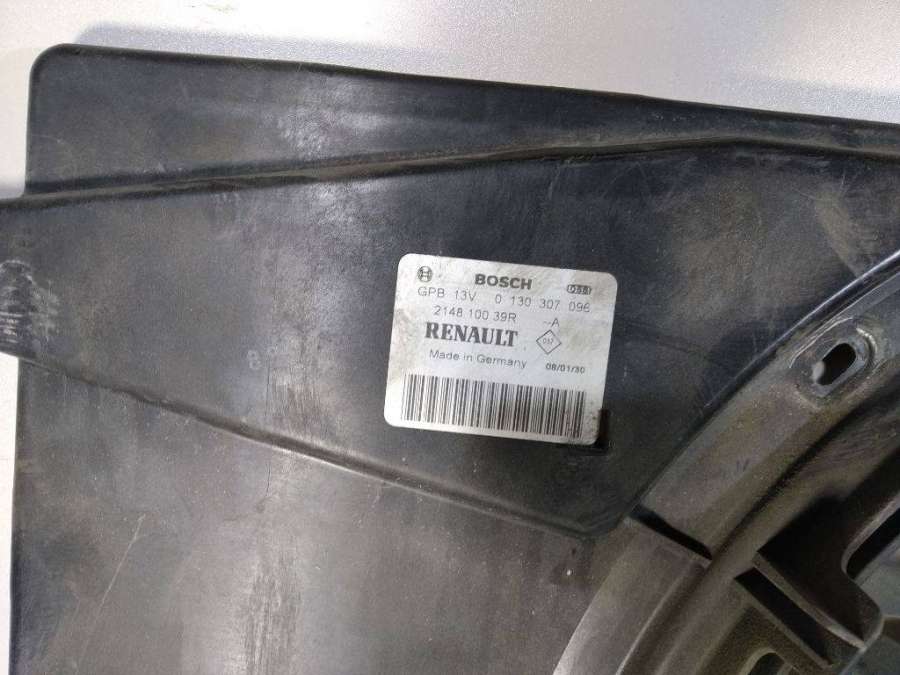 BOSCH
GPB 13V 0 130 307 096
2148 100 39R --A
RENAULT
Made in Germany 08/01/30